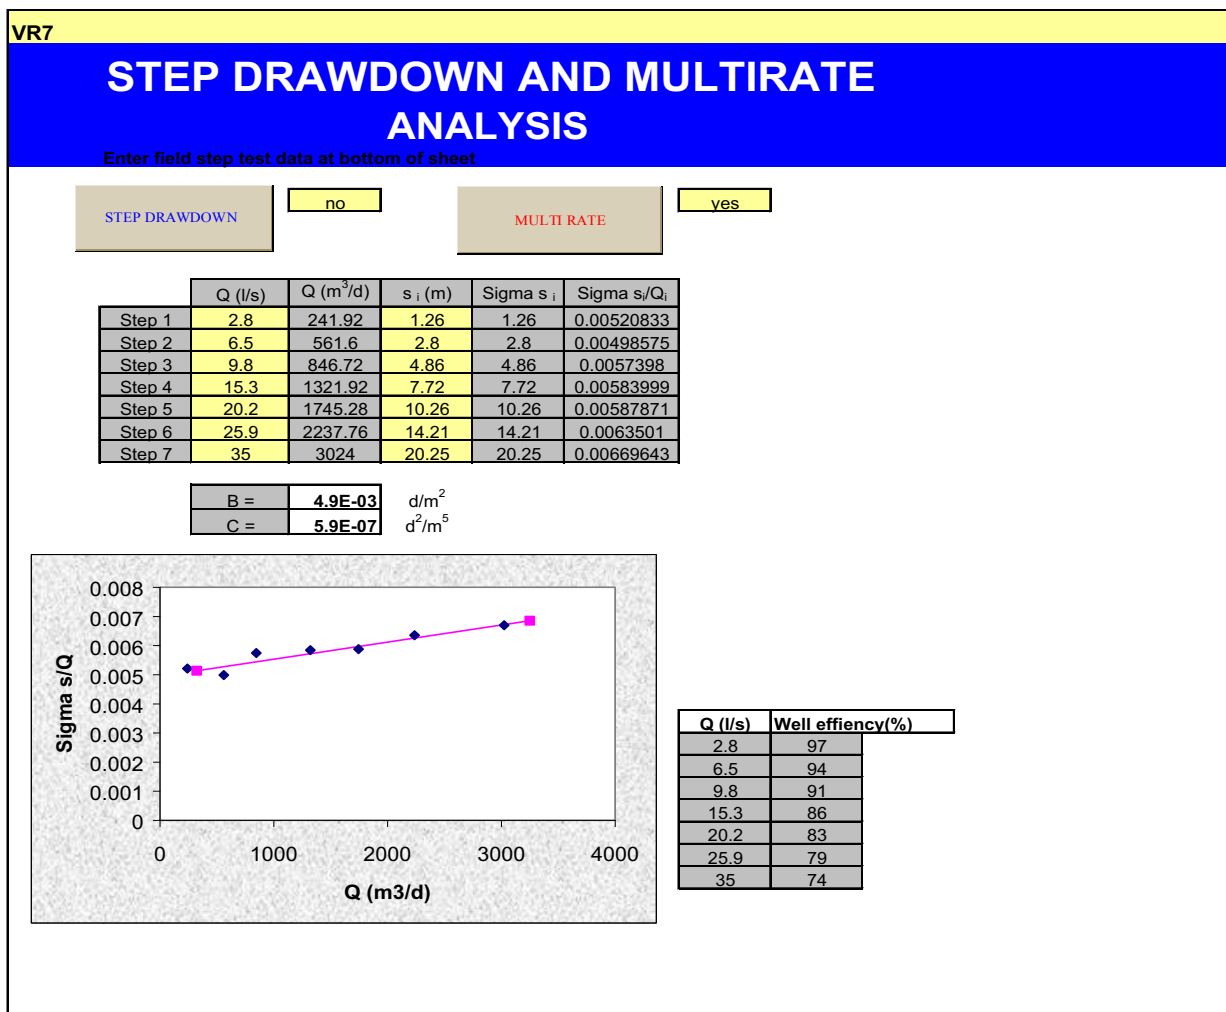 VR7
STEP DRAWDOWN AND MULTIRATE
ANALYSIS
Enter field step test data at bottom of sheet
STEP DRAWDOWN no MULTI RATE yes
Q (l/s) Q (m³/d) s i (m) Sigma s i Sigma sᵢ/Qᵢ
Step 1 2.8 241.92 1.26 1.26 0.00520833
Step 2 6.5 561.6 2.8 2.8 0.00498575
Step 3 9.8 846.72 4.86 4.86 0.0057398
Step 4 15.3 1321.92 7.72 7.72 0.00583999
Step 5 20.2 1745.28 10.26 10.26 0.00587871
Step 6 25.9 2237.76 14.21 14.21 0.0063501
Step 7 35 3024 20.25 20.25 0.00669643
B = 4.9E-03 d/m²
C = 5.9E-07 d²/m⁵
Sigma s/Q
0.008
0.007
0.006
0.005
0.004
0.003
0.002
0.001
0
0 1000 2000 3000 4000
Q (m3/d)
Q (l/s) Well effiency(%)
2.8 97
6.5 94
9.8 91
15.3 86
20.2 83
25.9 79
35 74